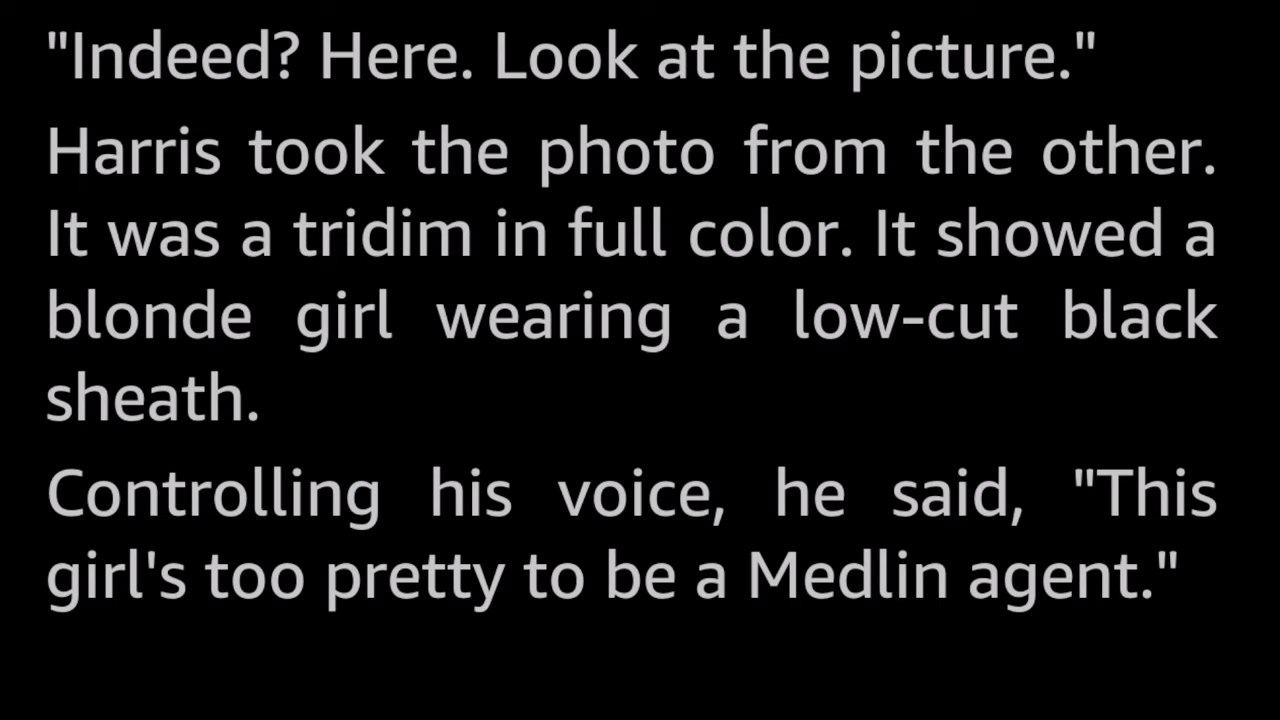 "Indeed? Here. Look at the picture."
Harris took the photo from the other.
It was a tridim in full color. It showed a
blonde girl wearing a low-cut black
sheath.
Controlling his voice, he said, "This
girl's too pretty to be a Medlin agent."